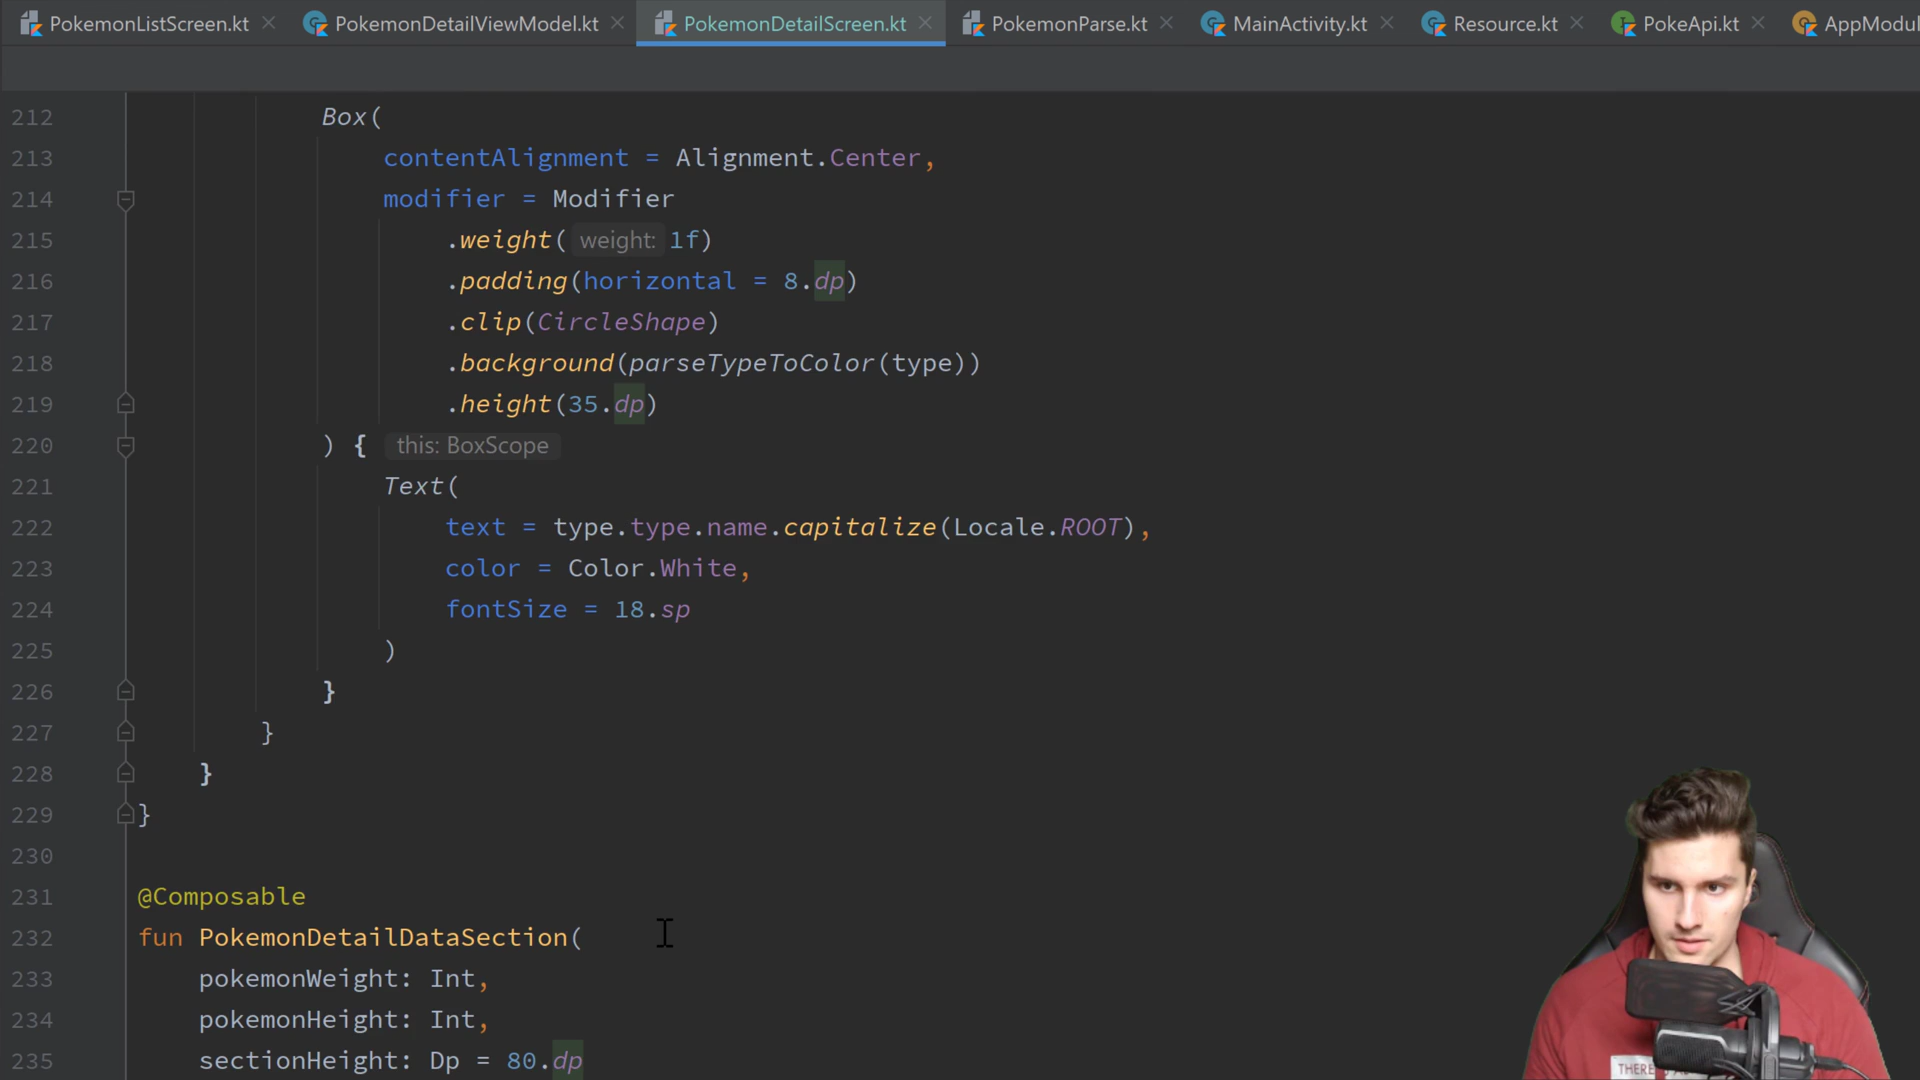 PokemonListScreen.kt PokemonDetailViewModel.kt PokemonDetailScreen.kt PokemonParse.kt MainActivity.kt Resource.kt PokeApi.kt AppModul
212 Box(
213 contentAlignment = Alignment.Center,
214 modifier = Modifier
215 .weight( weight: 1f)
216 .padding(horizontal = 8.dp)
217 .clip(CircleShape)
218 .background(parseTypeToColor(type))
219 .height(35.dp)
220 ) { this: BoxScope
221 Text(
222 text = type.type.name.capitalize(Locale.ROOT),
223 color = Color.White,
224 fontSize = 18.sp
225 )
226 }
227 }
228 }
229 }
230
231 @Composable
232 fun PokemonDetailDataSection(
233 pokemonWeight: Int,
234 pokemonHeight: Int,
235 sectionHeight: Dp = 80.dp